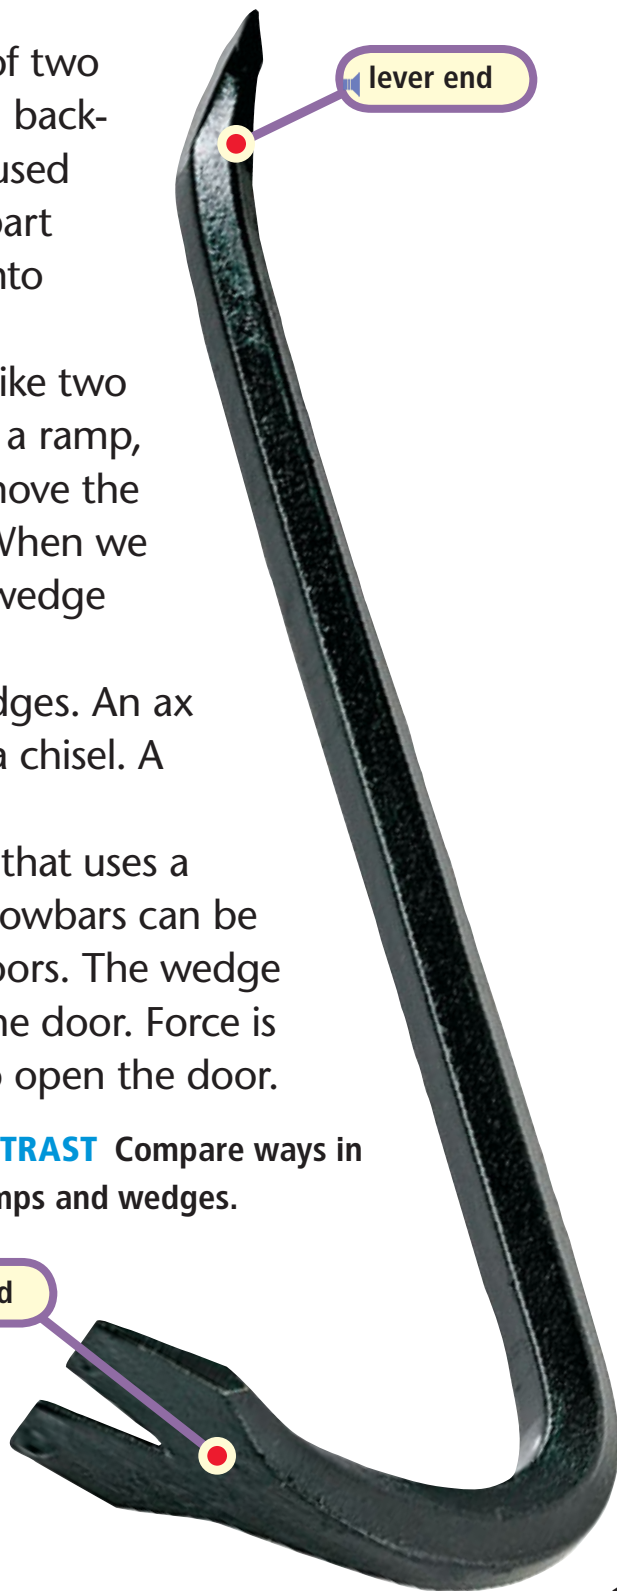 of two
back-
used
part
nto
ike two
a ramp,
nove the
When we
wedge
dges. An ax
a chisel. A
that uses a
owbars can be
oors. The wedge
he door. Force is
o open the door.
TRAST Compare ways in
mps and wedges.
lever end
d